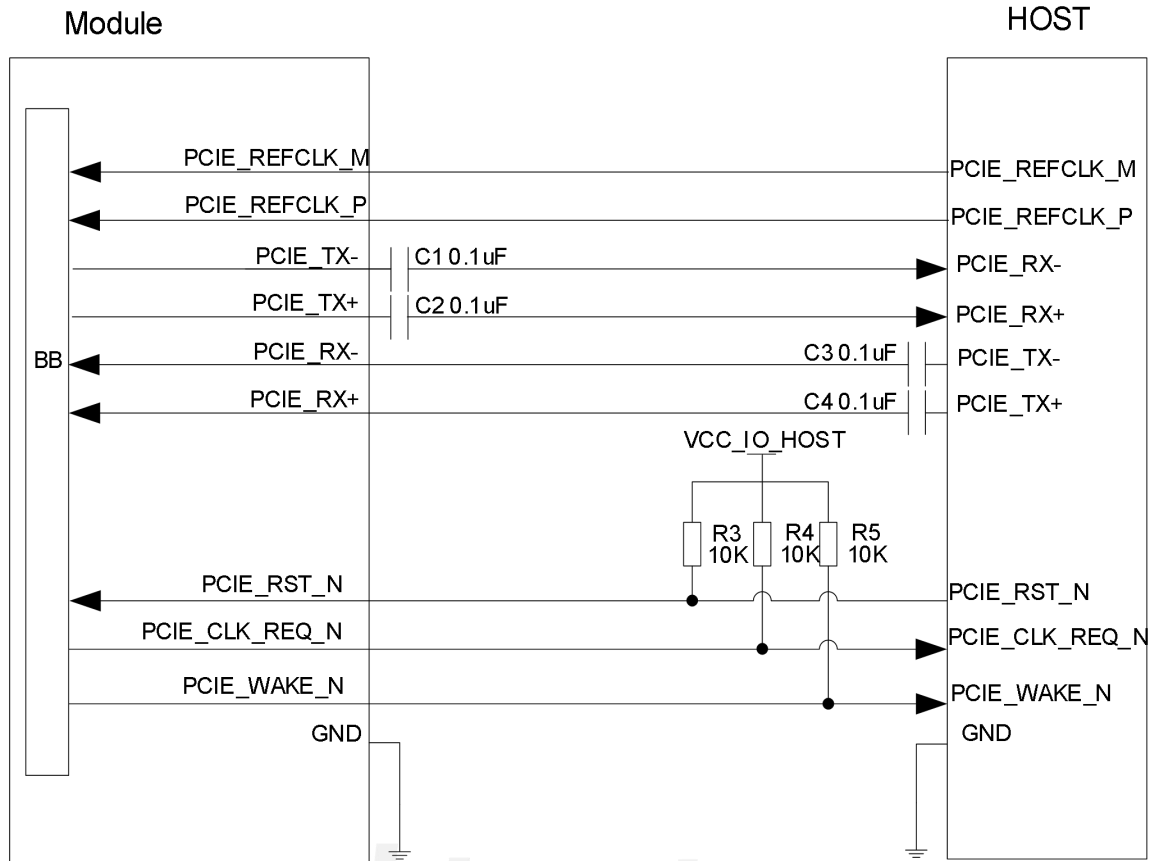 Module
HOST
PCIE_REFCLK_M
PCIE_REFCLK_M
PCIE_REFCLK_P
PCIE_REFCLK_P
PCIE_TX-
C1 0.1uF
PCIE_RX-
PCIE_TX+
C2 0.1uF
PCIE_RX+
BB
PCIE_RX-
C3 0.1uF
PCIE_TX-
PCIE_RX+
C4 0.1uF
PCIE_TX+
VCC_IO_HOST
R3
10K
R4
10K
R5
10K
PCIE_RST_N
PCIE_RST_N
PCIE_CLK_REQ_N
PCIE_CLK_REQ_N
PCIE_WAKE_N
PCIE_WAKE_N
GND
GND